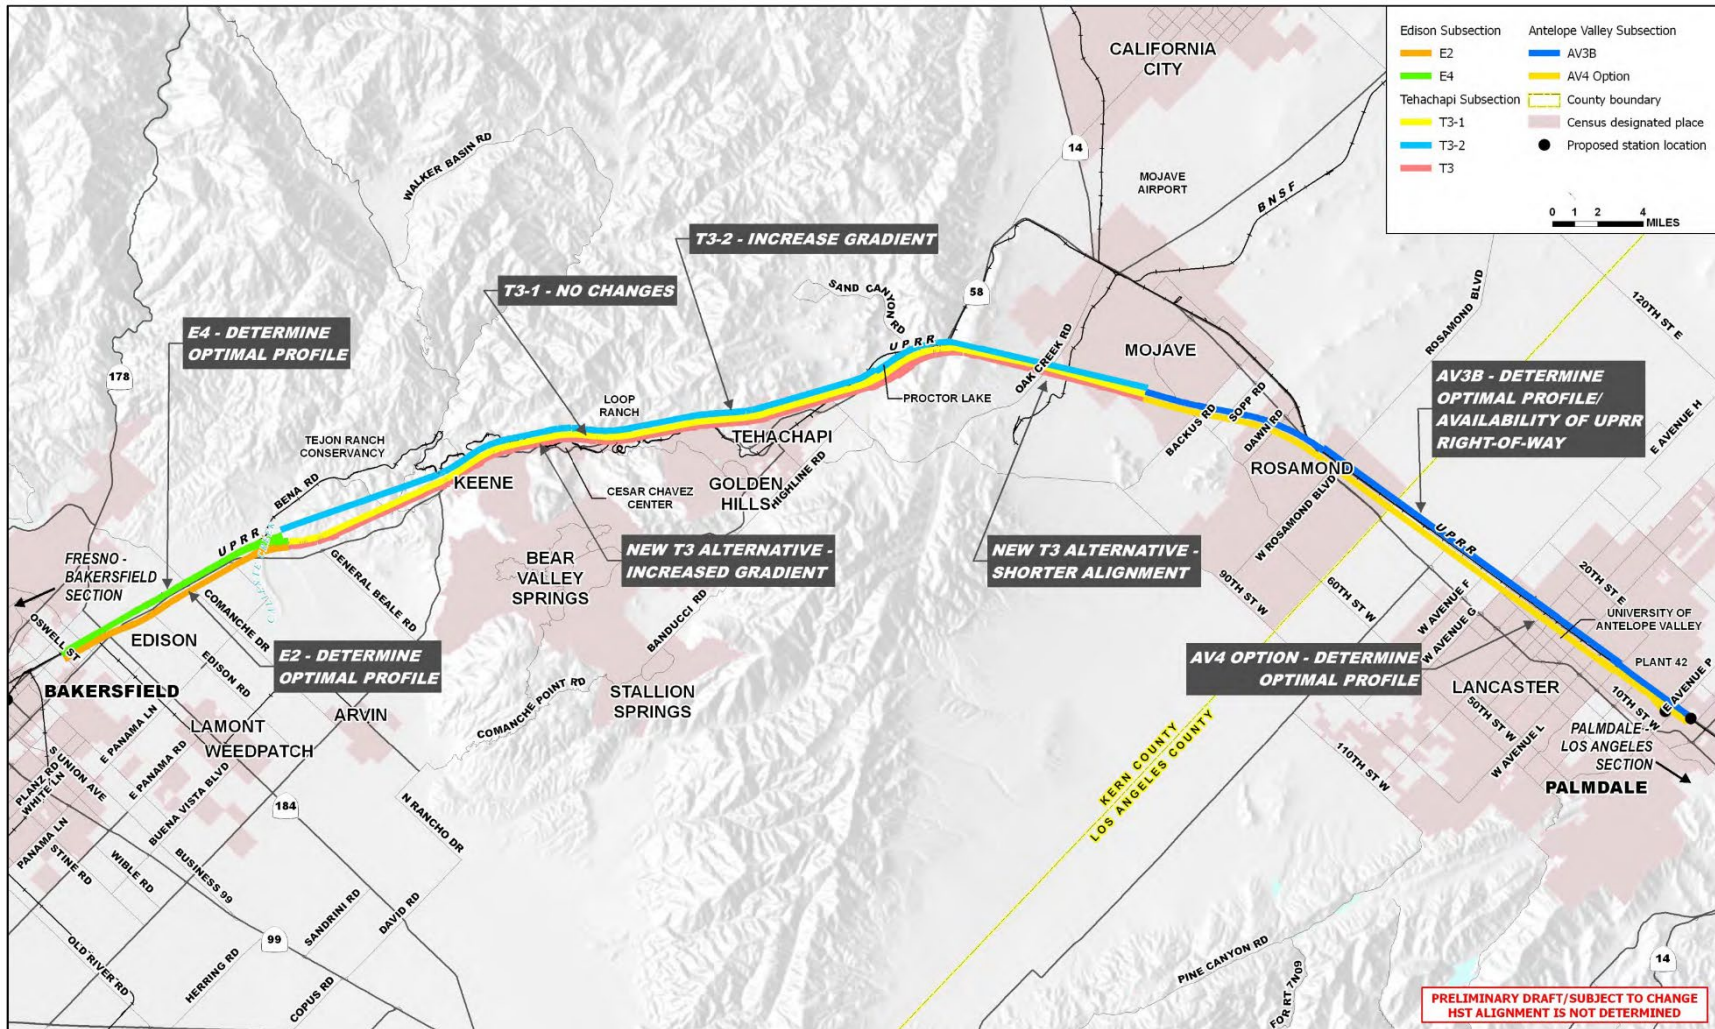 Edison Subsection
E2
E4
Tehachapi Subsection
T3-1
T3-2
T3
Antelope Valley Subsection
AV3B
AV4 Option
County boundary
Census designated place
Proposed station location
0 1 2 4
MILES
CALIFORNIA
CITY
14
MOJAVE
AIRPORT
BNSF
WALKER BASIN RD
T3-2 - INCREASE GRADIENT
T3-1 - NO CHANGES
SAND CANYON RD
58
UPRR
E4 - DETERMINE
OPTIMAL PROFILE
178
ROSAMOND BLVD
120TH ST E
E AVENUE H
OAK CREEK RD
MOJAVE
PROCTOR LAKE
LOOP
RANCH
TEHACHAPI
TEJON RANCH
CONSERVANCY
BACKUS RD
SOPP RD
DAWN RD
AV3B - DETERMINE
OPTIMAL PROFILE/
AVAILABILITY OF UPRR
RIGHT-OF-WAY
ROSAMOND
W ROSAMOND BLVD
BENA RD
KEENE
CESAR CHAVEZ
CENTER
GOLDEN
HILLS
HIGHLINE RD
UPRR
UPRR
FRESNO -
BAKERSFIELD
SECTION
GENERAL BEALE RD
BEAR
VALLEY
SPRINGS
NEW T3 ALTERNATIVE -
INCREASED GRADIENT
NEW T3 ALTERNATIVE -
SHORTER ALIGNMENT
90TH ST W
60TH ST W
W AVENUE F
W AVENUE G
20TH ST E
UNIVERSITY OF
ANTELOPE VALLEY
OSWELL ST
EDISON
COMANCHE DR
EDISON RD
BANDUCCI RD
E2 - DETERMINE
OPTIMAL PROFILE
AV4 OPTION - DETERMINE
OPTIMAL PROFILE
PLANT 42
E AVENUE P
BAKERSFIELD
STALLION
SPRINGS
LANCASTER
10TH ST W
50TH ST W
W AVENUE L
LAMONT
WEEDPATCH
ARVIN
COMANCHE POINT RD
E PANAMA LN
E PANAMA RD
S UNION AVE
PLANZ RD
WHITE LN
BUENA VISTA BLVD
KERN COUNTY
LOS ANGELES COUNTY
110TH ST W
PALMDALE -
LOS ANGELES
SECTION
PALMDALE
184
N RANCHO DR
PANAMA LN
STINE RD
WIBLE RD
BUSINESS 99
SANDRINI RD
DAVID RD
99
OLD RIVER RD
HERRING RD
COPUS RD
PINE CANYON RD
FOR RT 7N09
14
PRELIMINARY DRAFT/SUBJECT TO CHANGE
HST ALIGNMENT IS NOT DETERMINED